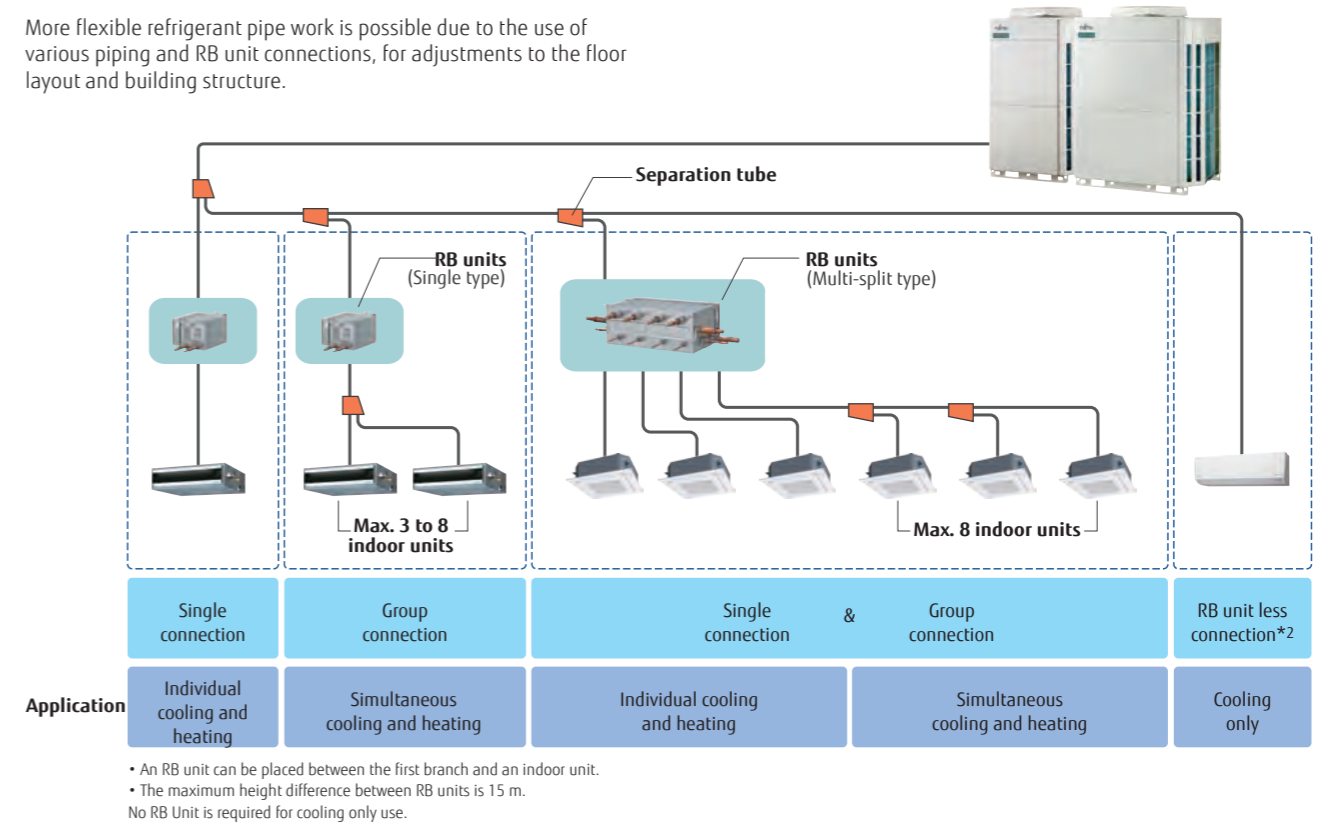 More flexible refrigerant pipe work is possible due to the use of
various piping and RB unit connections, for adjustments to the floor
layout and building structure.
Separation tube
RB units
(Single type)
RB units
(Multi-split type)
Max. 3 to 8
indoor units
Max. 8 indoor units
Single
connection
Group
connection
Single
connection
&
Group
connection
RB unit less
connection*2
Application
Individual
cooling and
heating
Simultaneous
cooling and heating
Individual cooling
and heating
Simultaneous
cooling and heating
Cooling
only
• An RB unit can be placed between the first branch and an indoor unit.
• The maximum height difference between RB units is 15 m.
No RB Unit is required for cooling only use.